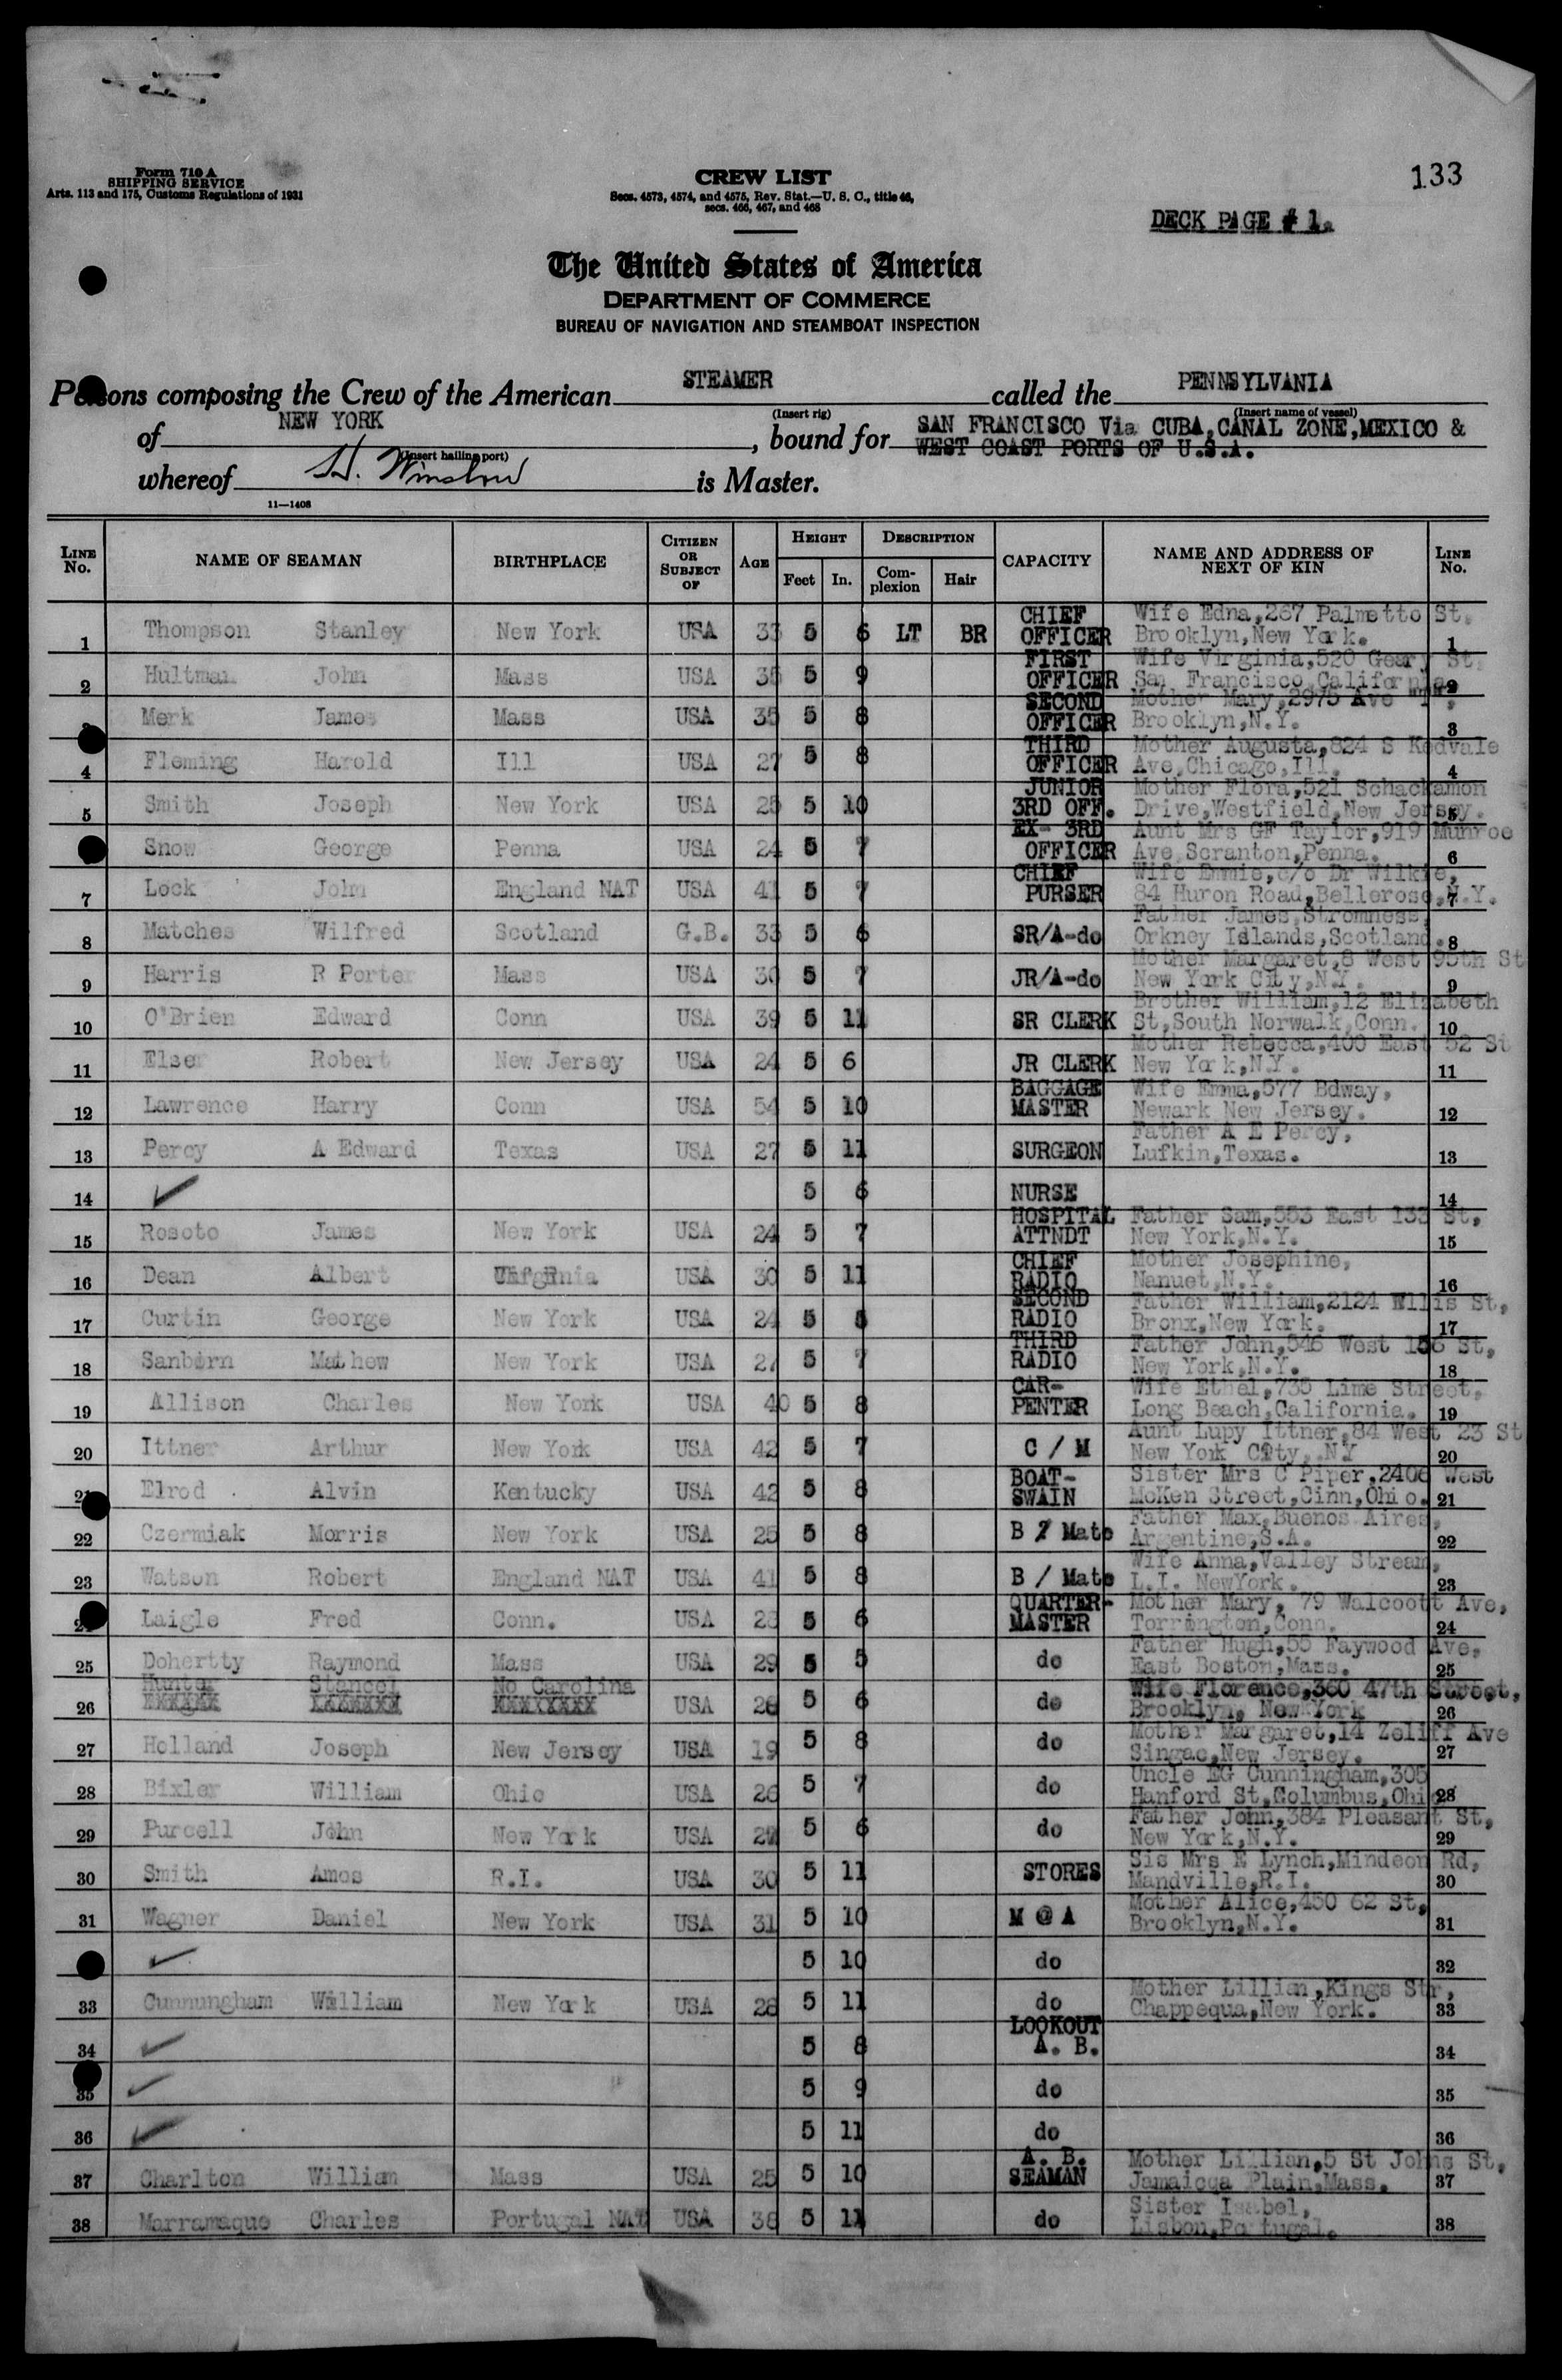 Form 710 A
SHIPPING SERVICE
Arts. 113 and 175, Customs Regulations of 1931
CREW LIST
Secs. 4573, 4574, and 4575, Rev. Stat.—U. S. C., title 46,
secs. 466, 467, and 468
133
DECK PAGE # 1.
The United States of America
DEPARTMENT OF COMMERCE
BUREAU OF NAVIGATION AND STEAMBOAT INSPECTION
Persons composing the Crew of the American STEAMER called the PENNSYLVANIA
(Insert rig) (Insert name of vessel)
of NEW YORK, bound for SAN FRANCISCO Via CUBA,CANAL ZONE,MEXICO &
WEST COAST PORTS OF U.S.A.
(Insert hailing port)
whereof H. Winslow is Master.
11—1408
LINE No. NAME OF SEAMAN BIRTHPLACE CITIZEN OR SUBJECT OF AGE HEIGHT Feet In. DESCRIPTION Complexion Hair CAPACITY NAME AND ADDRESS OF NEXT OF KIN LINE No.
1 Thompson Stanley New York USA 33 5 6 LT BR CHIEF OFFICER Wife Edna,267 Palmetto St, Brooklyn,New York. 1
2 Hultman John Mass USA 35 5 9 FIRST OFFICER Wife Virginia,520 Geary St, San Francisco,California 2
3 Merk James Mass USA 35 5 8 SECOND OFFICER Mother Mary,2975 Ave Brooklyn,N.Y. 3
4 Fleming Harold Ill USA 27 5 8 THIRD OFFICER Mother Augusta,824 S Kedvale Ave,Chicago,Ill. 4
5 Smith Joseph New York USA 25 5 10 JUNIOR 3RD OFF. Mother Flora,521 Schackamon Drive,Westfield,New Jersey. 5
Snow George Penna USA 24 5 7 EX- 3RD OFFICER Aunt Mrs GF Taylor,919 Munroe Ave Scranton,Penna. 6
7 Lock John England NAT USA 41 5 7 CHIEF PURSER Wife Emmie,c/o Dr Wilkie, 84 Huron Road,Bellerose,N.Y. 7
8 Matches Wilfred Scotland G.B. 33 5 6 SR/A-do Father James,Stromness, Orkney Islands,Scotland. 8
9 Harris R Porter Mass USA 30 5 7 JR/A-do Mother Margaret,8 West 95th St New York City,N.Y. 9
10 O'Brien Edward Conn USA 39 5 11 SR CLERK Brother William,12 Elizabeth St,South Norwalk,Conn. 10
11 Elser Robert New Jersey USA 24 5 6 JR CLERK Mother Rebecca,400 East 52 St New York,N.Y. 11
12 Lawrence Harry Conn USA 54 5 10 BAGGAGE MASTER Wife Emma,577 Bdway, Newark New Jersey. 12
13 Percy A Edward Texas USA 27 5 11 SURGEON Father A E Percy, Lufkin,Texas. 13
14 ✓ 5 6 NURSE 14
15 Rosoto James New York USA 24 5 7 HOSPITAL ATTNDT Father Sam,553 East 133 St, New York,N.Y. 15
16 Dean Albert Virginia USA 30 5 11 CHIEF RADIO Mother Josephine, Nanuet,N.Y. 16
17 Curtin George New York USA 24 5 5 SECOND RADIO Father William,2124 Ellis St, Bronx,New York. 17
18 Sanborn Mathew New York USA 27 5 7 THIRD RADIO Father John,546 West 156 St, New York,N.Y. 18
19 Allison Charles New York USA 40 5 8 CAR-PENTER Wife Ethel,735 Lime Street, Long Beach,California. 19
20 Ittner Arthur New York USA 42 5 7 C / M Aunt Lupy Ittner,84 West 23 St New York City,.NY 20
21 Elrod Alvin Kentucky USA 42 5 8 BOAT-SWAIN Sister Mrs C Piper,2406 West McKen Street,Cinn,Ohio. 21
22 Czermiak Morris New York USA 25 5 8 B / Mate Father Max,Buenos Aires, Argentine,S.A. 22
23 Watson Robert England NAT USA 41 5 8 B / Mate Wife Anna,Valley Stream, L.I. NewYork. 23
Laigle Fred Conn. USA 28 5 6 QUARTER-MASTER Mother Mary, 79 Walcoott Ave, Torrington,Conn. 24
25 Dohertty Raymond Mass USA 29 5 5 do Father Hugh,55 Faywood Ave, East Boston,Mass. 25
26 Hunter Stancel No Carolina USA 28 5 6 do Wife Florence,360 47th Street, Brooklyn, NewYork 26
27 Holland Joseph New Jersey USA 19 5 8 do Mother Margaret,14 Zeliff Ave Singac,New Jersey. 27
28 Bixler William Ohio USA 26 5 7 do Uncle EG Cunningham,305 Hanford St,Columbus,Ohio 28
29 Purcell John New York USA 5 6 do Father John,384 Pleasant St, New York,N.Y. 29
30 Smith Amos R.I. USA 30 5 11 STORES Sis Mrs E Lynch,Mindeon Rd, Mandville,R.I. 30
31 Wagner Daniel New York USA 31 5 10 M @ A Mother Alice,450 62 St, Brooklyn,N.Y. 31
✓ 5 10 do 32
33 Cunnungham William New York USA 28 5 11 do Mother Lillian,Kings Str, Chappequa,New York. 33
34 ✓ 5 8 LOOKOUT A. B. 34
35 ✓ 5 9 do 35
36 ✓ 5 11 do 36
37 Charlton William Mass USA 25 5 10 A. B. SEAMAN Mother Lillian,5 St Johns St, Jamaicqa Plain,Mass. 37
38 Marramaque Charles Portugal NAT USA 38 5 11 do Sister Isabel, Lisbon,Portugal. 38